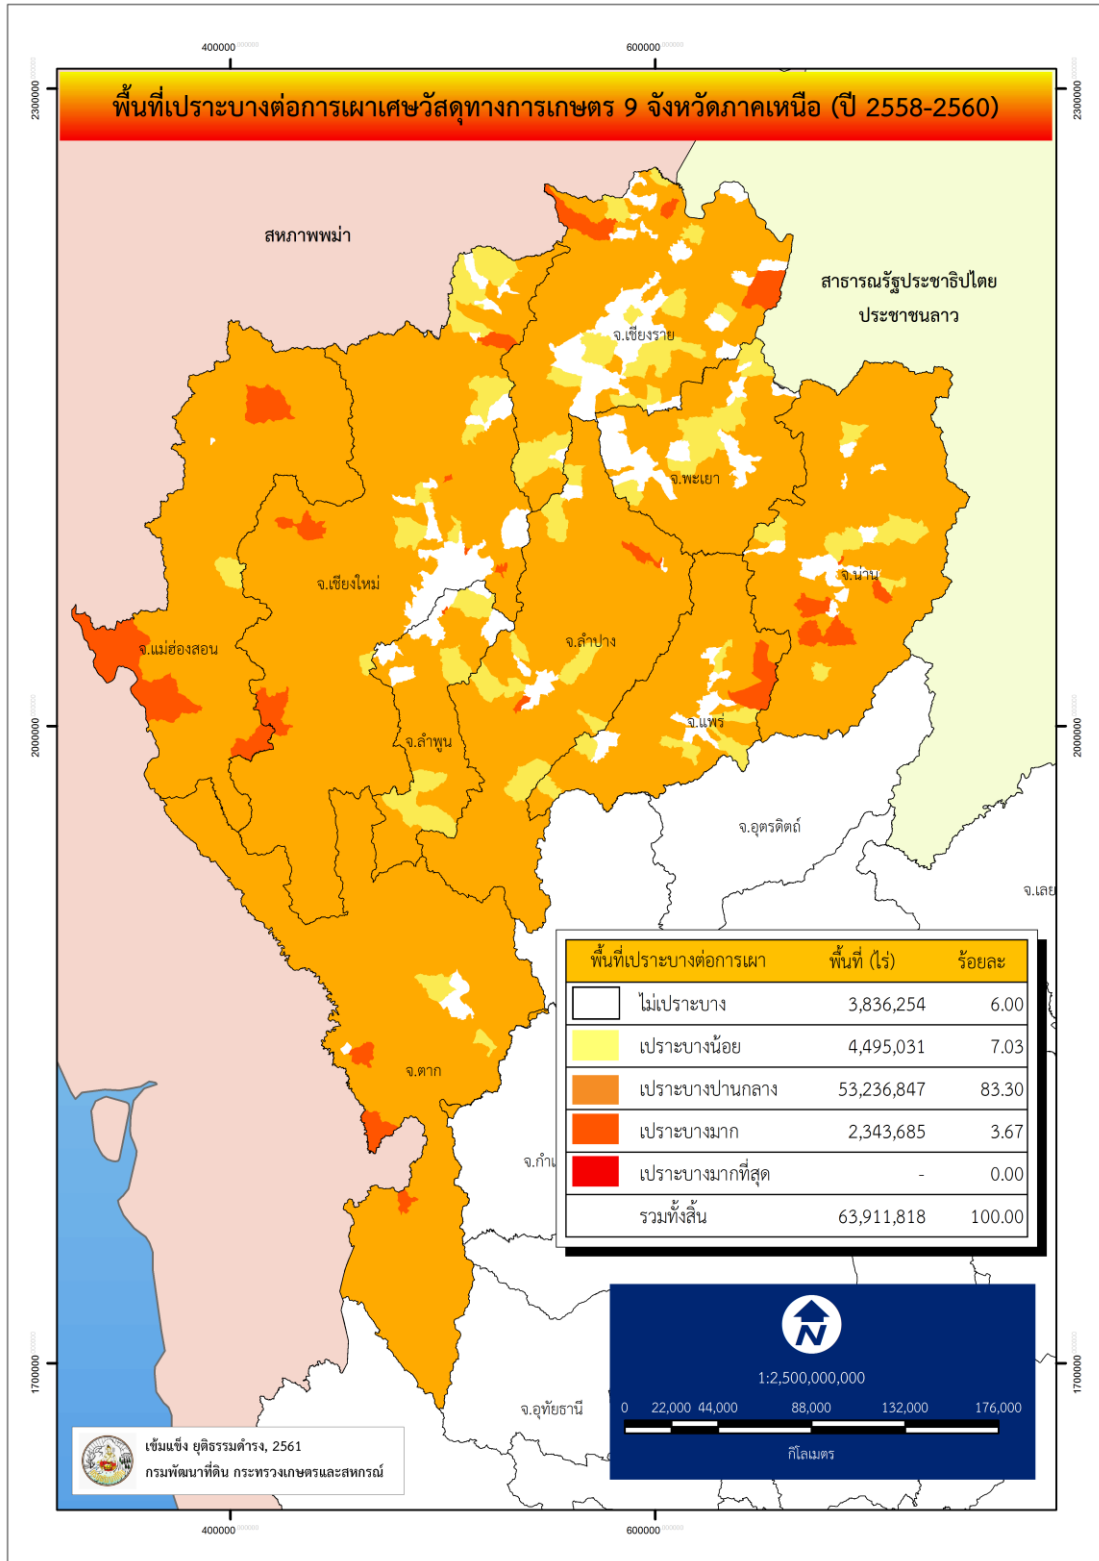 400000 600000
2300000 2300000
พื้นที่เปราะบางต่อการเผาเศษวัสดุทางการเกษตร 9 จังหวัดภาคเหนือ (ปี 2558-2560)
สหภาพพม่า
สาธารณรัฐประชาธิปไตย
ประชาชนลาว
จ.เชียงราย
จ.พะเยา
จ.น่าน
จ.เชียงใหม่
จ.ลำปาง
จ.แม่ฮ่องสอน
จ.แพร่
จ.ลำพูน
2000000 2000000
จ.อุตรดิตถ์
จ.เลย
พื้นที่เปราะบางต่อการเผา พื้นที่ (ไร่) ร้อยละ
ไม่เปราะบาง 3,836,254 6.00
เปราะบางน้อย 4,495,031 7.03
เปราะบางปานกลาง 53,236,847 83.30
เปราะบางมาก 2,343,685 3.67
เปราะบางมากที่สุด - 0.00
รวมทั้งสิ้น 63,911,818 100.00
จ.ตาก
จ.กำแ
N
1:2,500,000,000
0 22,000 44,000 88,000 132,000 176,000
กิโลเมตร
1700000 1700000
จ.อุทัยธานี
เข้มแข็ง ยุติธรรมดำรง, 2561
กรมพัฒนาที่ดิน กระทรวงเกษตรและสหกรณ์
400000 600000